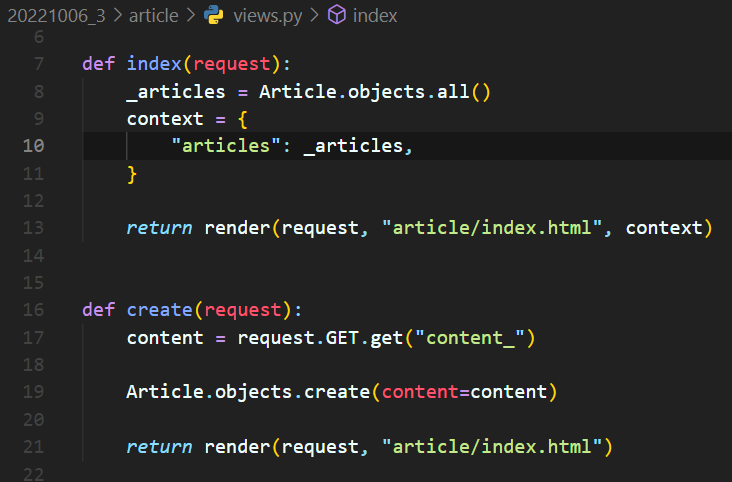 20221006_3 > article > views.py > index
6
7 def index(request):
8     _articles = Article.objects.all()
9     context = {
10         "articles": _articles,
11     }
12
13     return render(request, "article/index.html", context)
14
15
16 def create(request):
17     content = request.GET.get("content_")
18
19     Article.objects.create(content=content)
20
21     return render(request, "article/index.html")
22